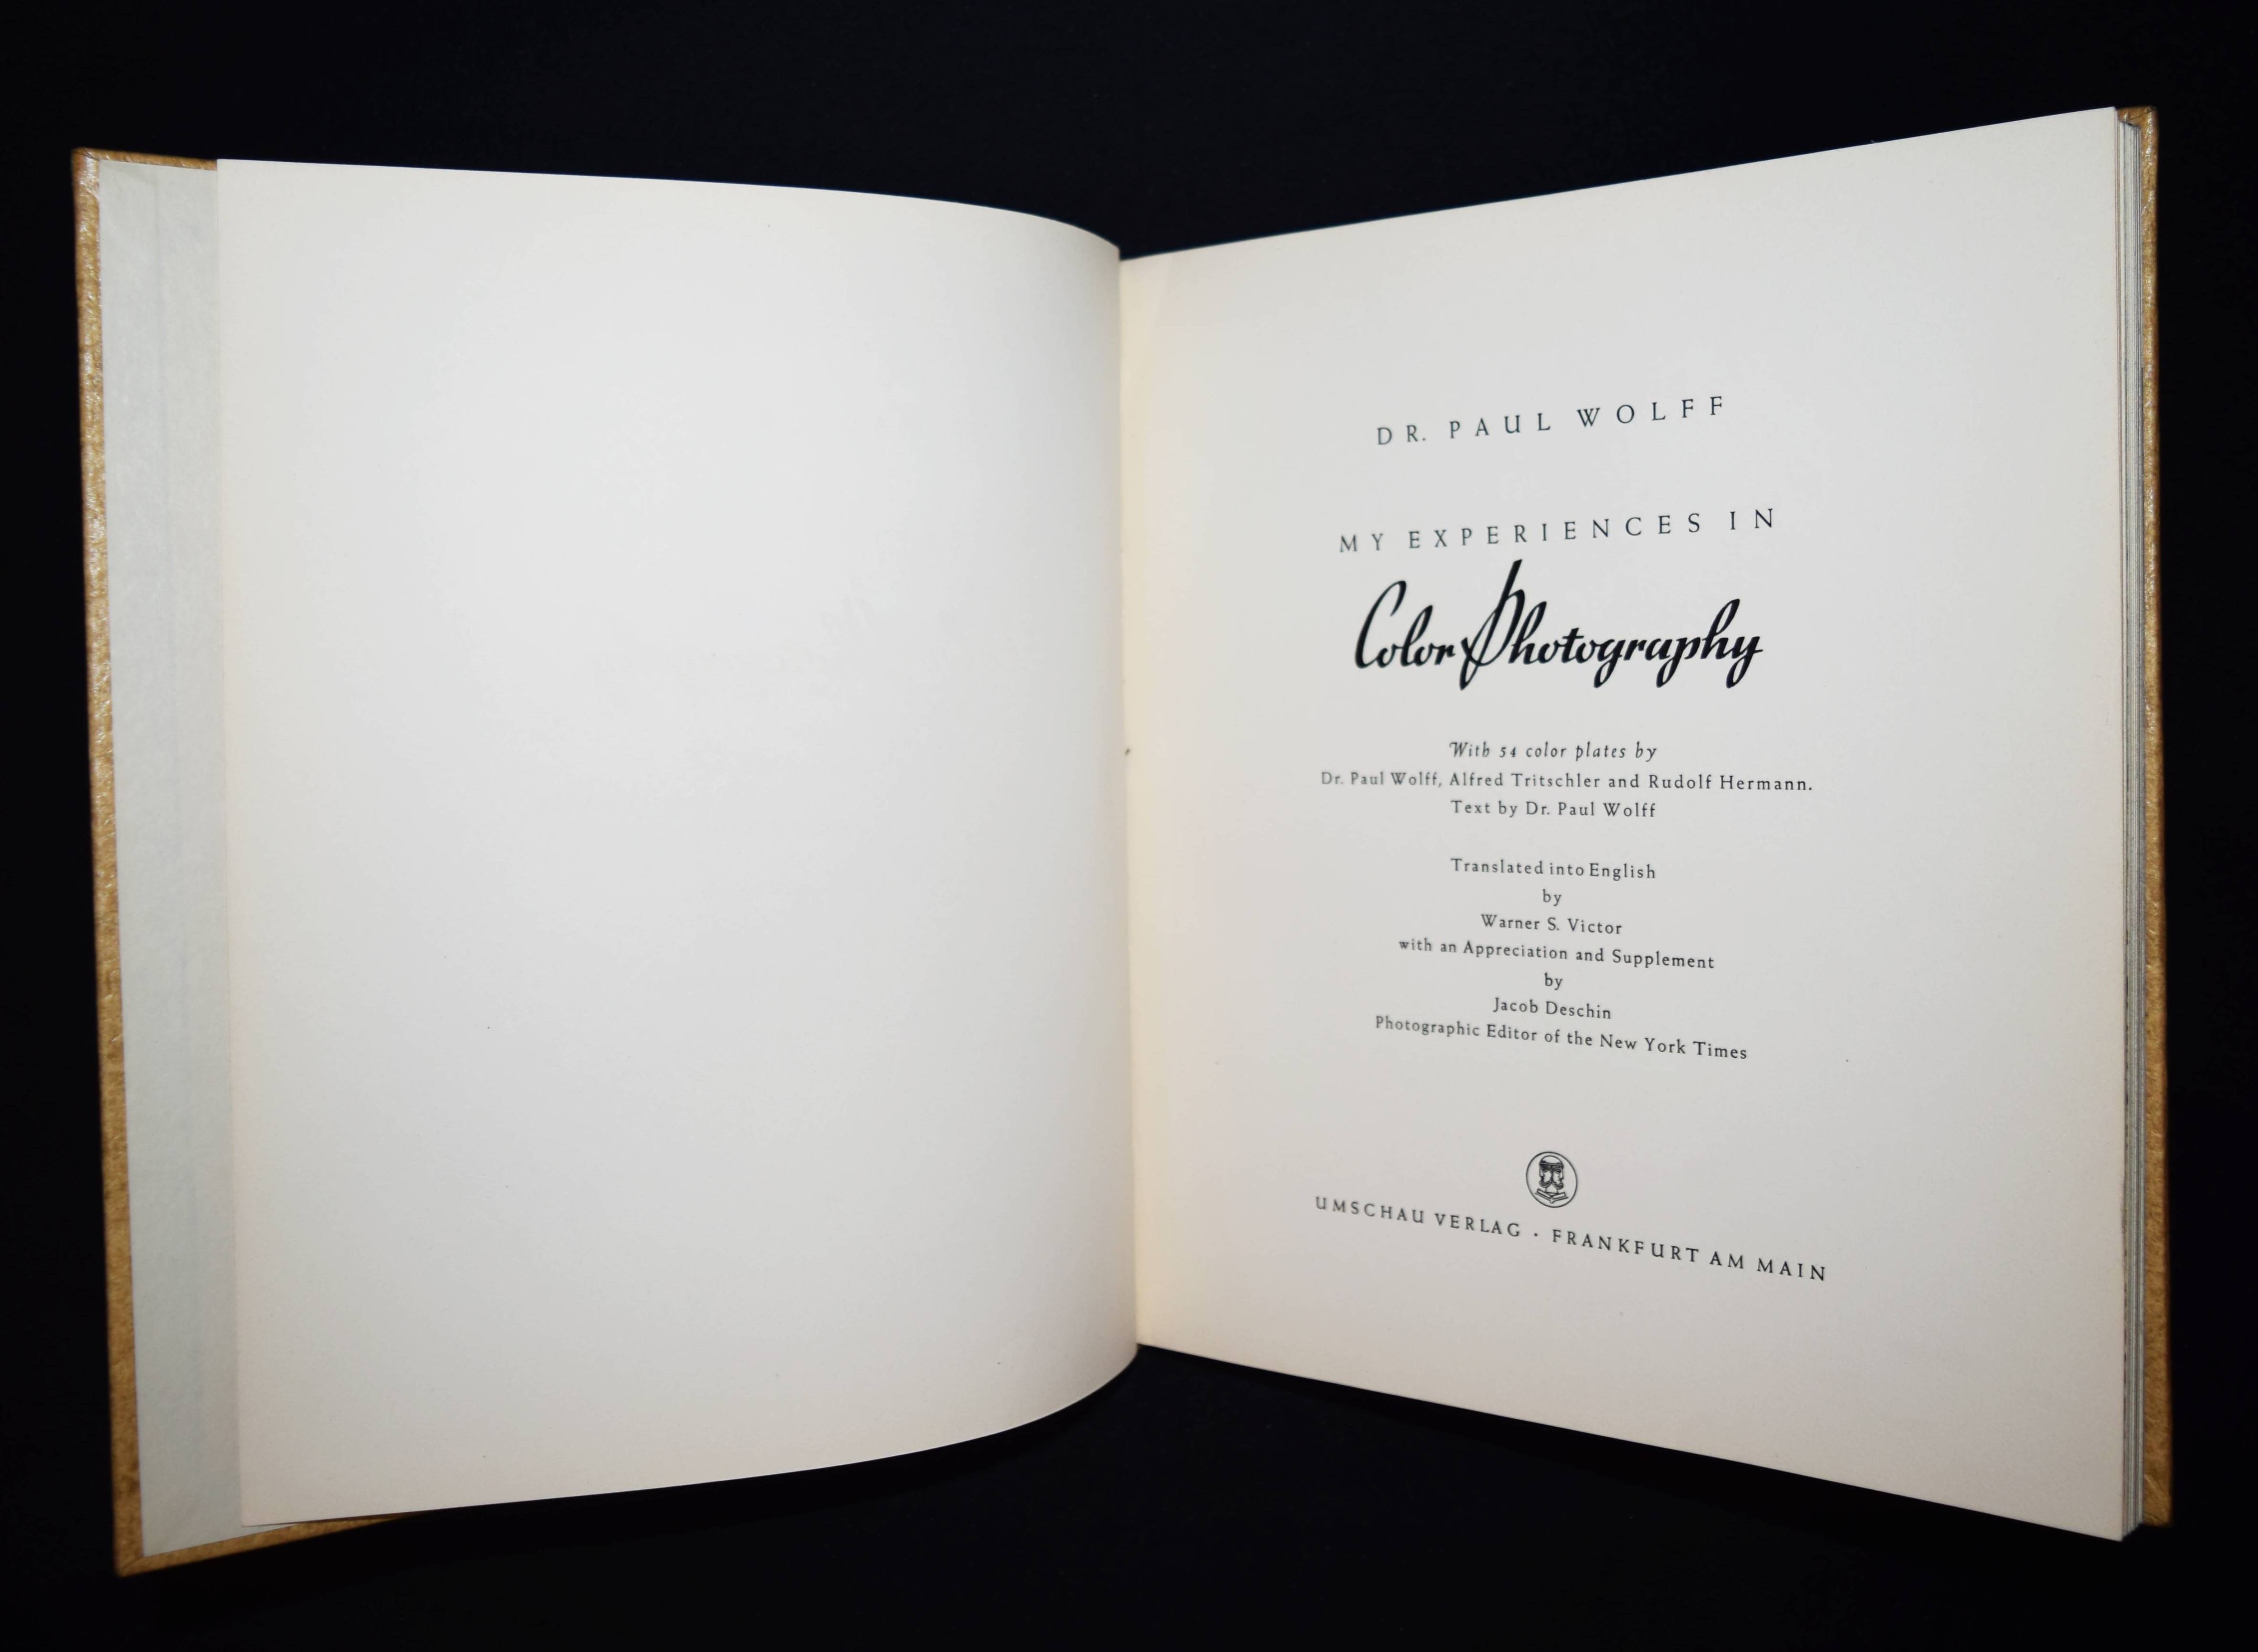 DR. PAUL WOLFF
MY EXPERIENCES IN
Color Photography
With 54 color plates by
Dr. Paul Wolff, Alfred Tritschler and Rudolf Hermann.
Text by Dr. Paul Wolff
Translated into English
by
Warner S. Victor
with an Appreciation and Supplement
by
Jacob Deschin
Photographic Editor of the New York Times
UMSCHAU VERLAG · FRANKFURT AM MAIN